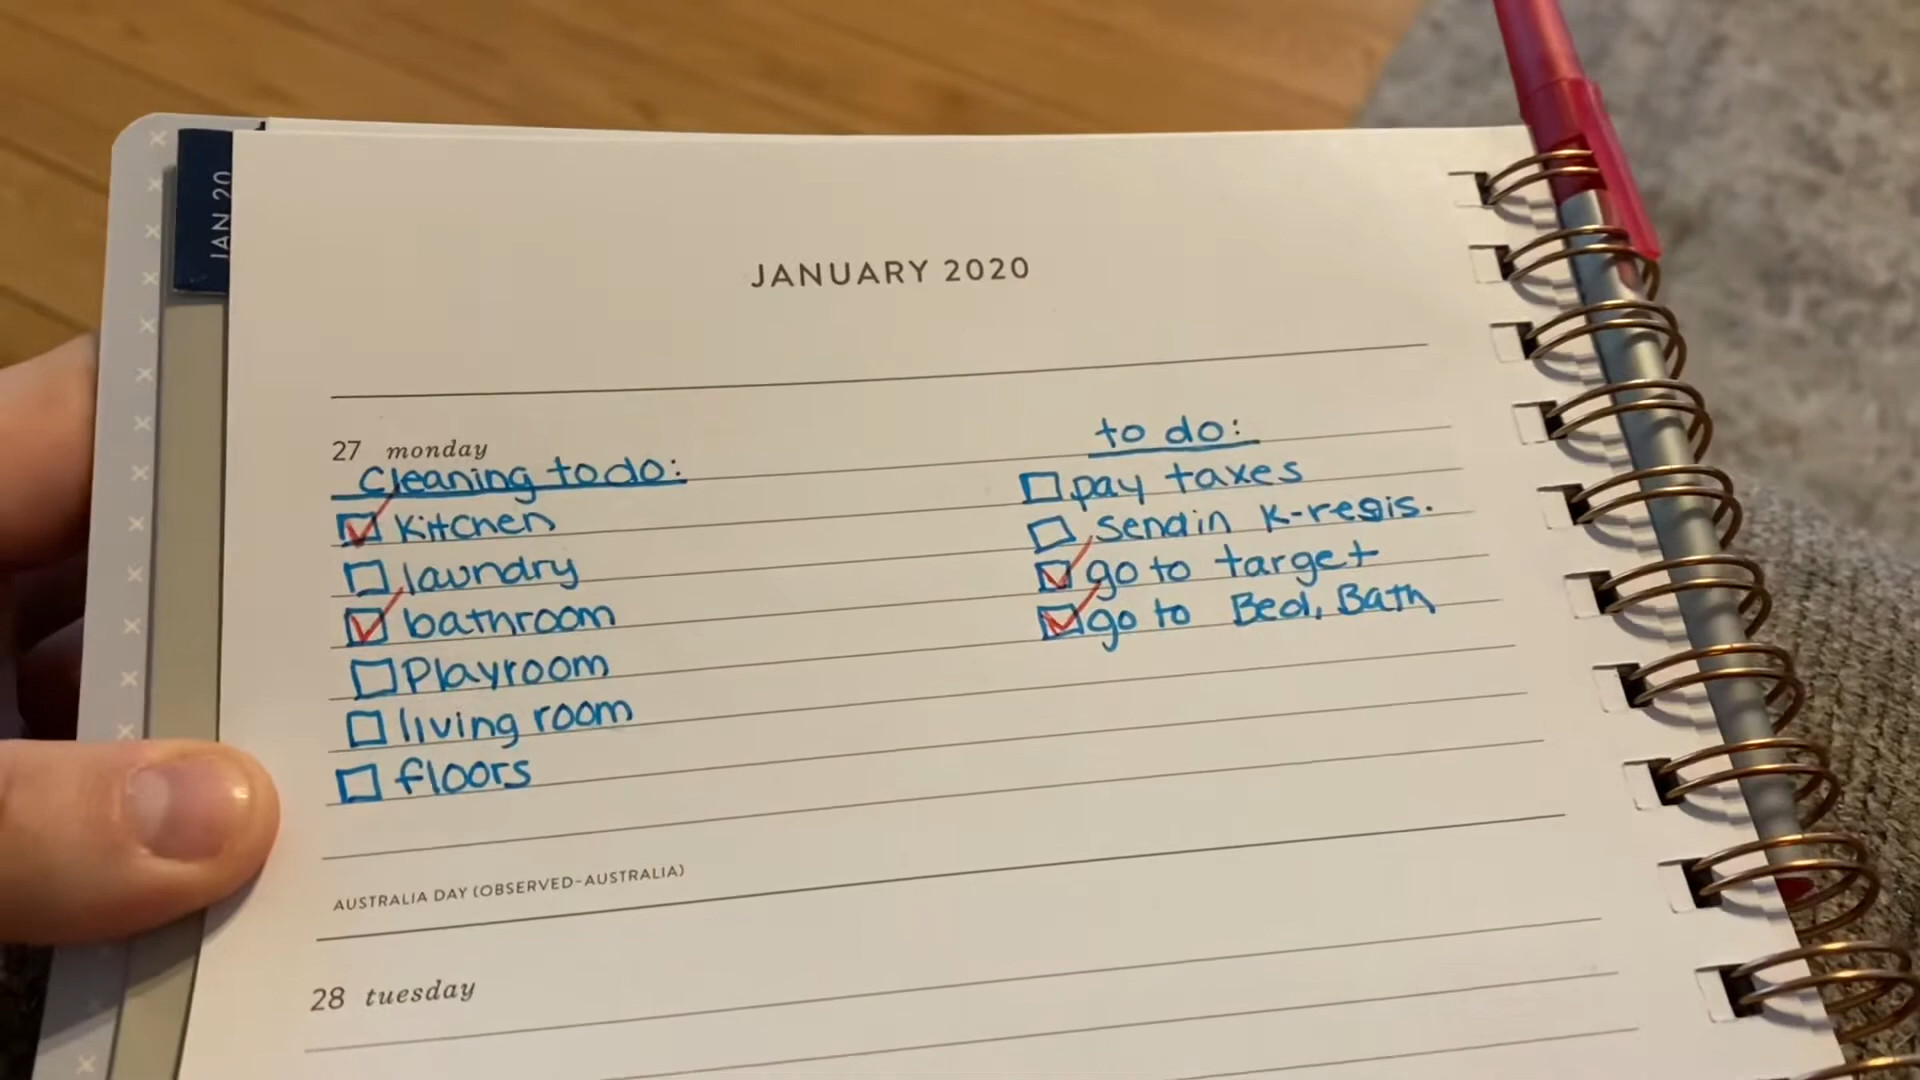 JAN 20
JANUARY 2020
27 monday
Cleaning to do:
Kitchen
laundry
bathroom
Playroom
living room
floors
to do:
pay taxes
Send in K-regis.
go to target
go to Bed, Bath
AUSTRALIA DAY (OBSERVED-AUSTRALIA)
28 tuesday